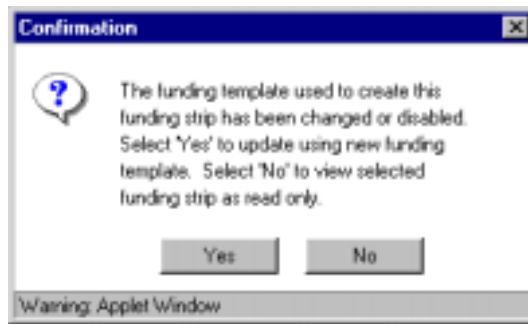 Confirmation
?
The funding template used to create this
funding strip has been changed or disabled.
Select 'Yes' to update using new funding
template. Select 'No' to view selected
funding strip as read only.
Yes No
Warning: Applet Window